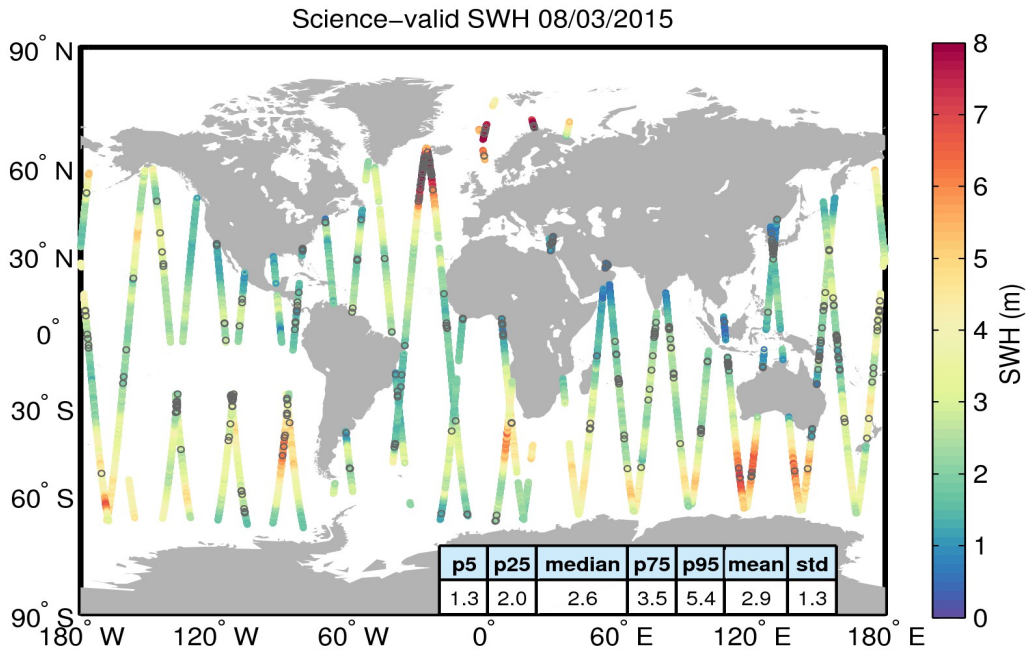 Science−valid SWH 08/03/2015
90° N
60° N
30° N
0°
30° S
60° S
90° S
180° W
120° W
60° W
0°
60° E
120° E
180° E
8
7
6
5
4
3
2
1
0
SWH (m)
p5 p25 median p75 p95 mean std
1.3 2.0 2.6 3.5 5.4 2.9 1.3